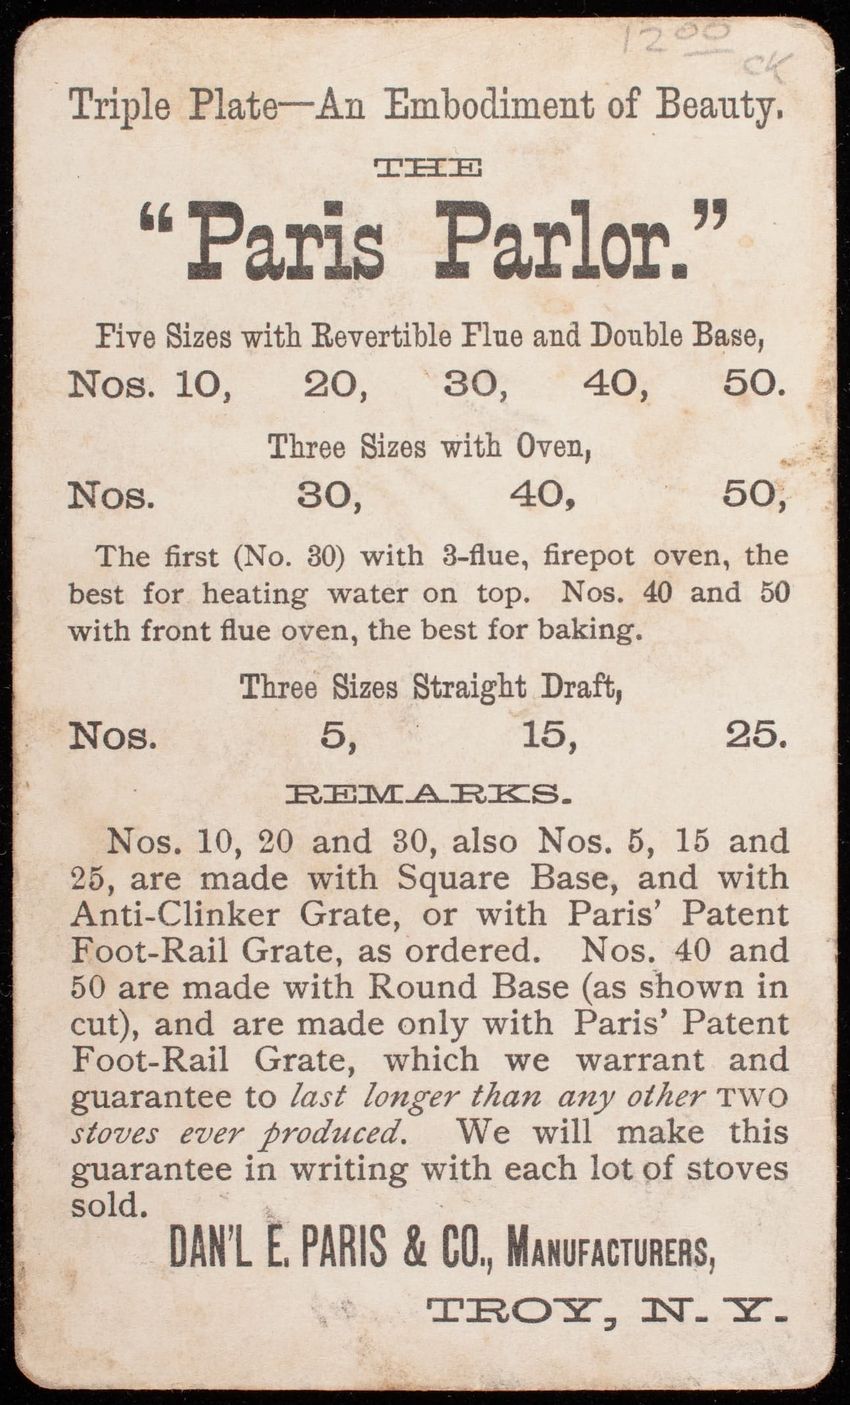 12 00
CK
Triple Plate—An Embodiment of Beauty.
THE
“Paris Parlor.”
Five Sizes with Revertible Flue and Double Base,
Nos. 10, 20, 30, 40, 50.
Three Sizes with Oven,
Nos. 30, 40, 50,
The first (No. 30) with 3-flue, firepot oven, the
best for heating water on top. Nos. 40 and 50
with front flue oven, the best for baking.
Three Sizes Straight Draft,
Nos. 5, 15, 25.
REMARKS.
Nos. 10, 20 and 30, also Nos. 5, 15 and
25, are made with Square Base, and with
Anti-Clinker Grate, or with Paris’ Patent
Foot-Rail Grate, as ordered. Nos. 40 and
50 are made with Round Base (as shown in
cut), and are made only with Paris’ Patent
Foot-Rail Grate, which we warrant and
guarantee to last longer than any other TWO
stoves ever produced. We will make this
guarantee in writing with each lot of stoves
sold.
DAN’L E. PARIS & CO., MANUFACTURERS,
TROY, N. Y.